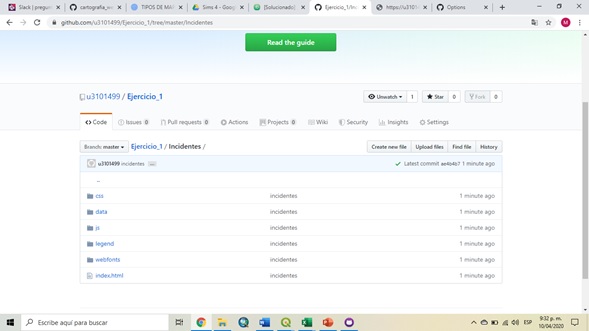 Slack | pregun
cartografia_we
TIPOS DE MA
Sims 4 - Goog
[Solucionado]
Ejercicio_1/In
https://u3101
Options
github.com/u3101499/Ejercicio_1/tree/master/Incidentes
M
Read the guide
u3101499 / Ejercicio_1
Unwatch 1 Star 0 Fork 0
<> Code Issues 0 Pull requests 0 Actions Projects 0 Wiki Security Insights Settings
Branch: master Ejercicio_1 / Incidentes / Create new file Upload files Find file History
u3101499 incidentes ... Latest commit ae4b4b7 1 minute ago
..
css incidentes 1 minute ago
data incidentes 1 minute ago
js incidentes 1 minute ago
legend incidentes 1 minute ago
webfonts incidentes 1 minute ago
index.html incidentes 1 minute ago
Escribe aquí para buscar
ESP
9:32 p. m.
10/04/2020